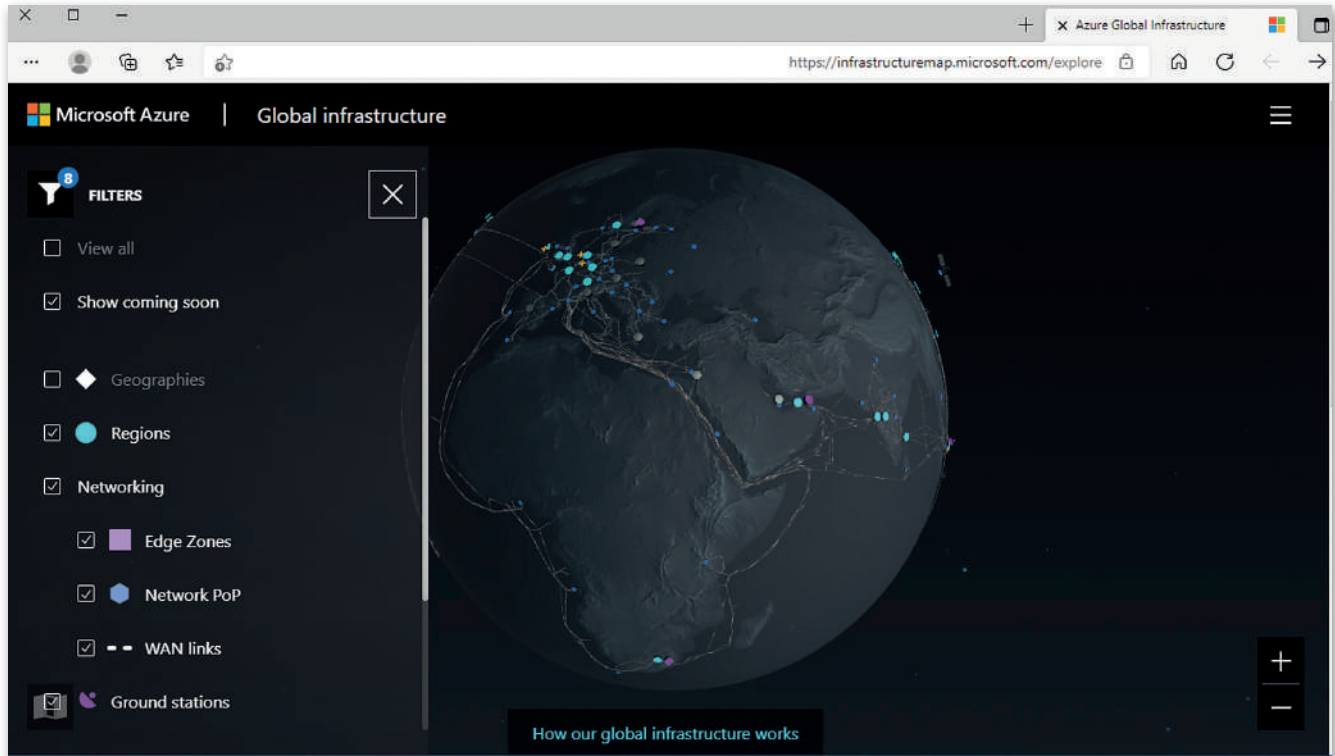 Azure Global Infrastructure
https://infrastructuremap.microsoft.com/explore
Microsoft Azure | Global infrastructure
8
FILTERS
View all
Show coming soon
Geographies
Regions
Networking
Edge Zones
Network PoP
WAN links
Ground stations
How our global infrastructure works